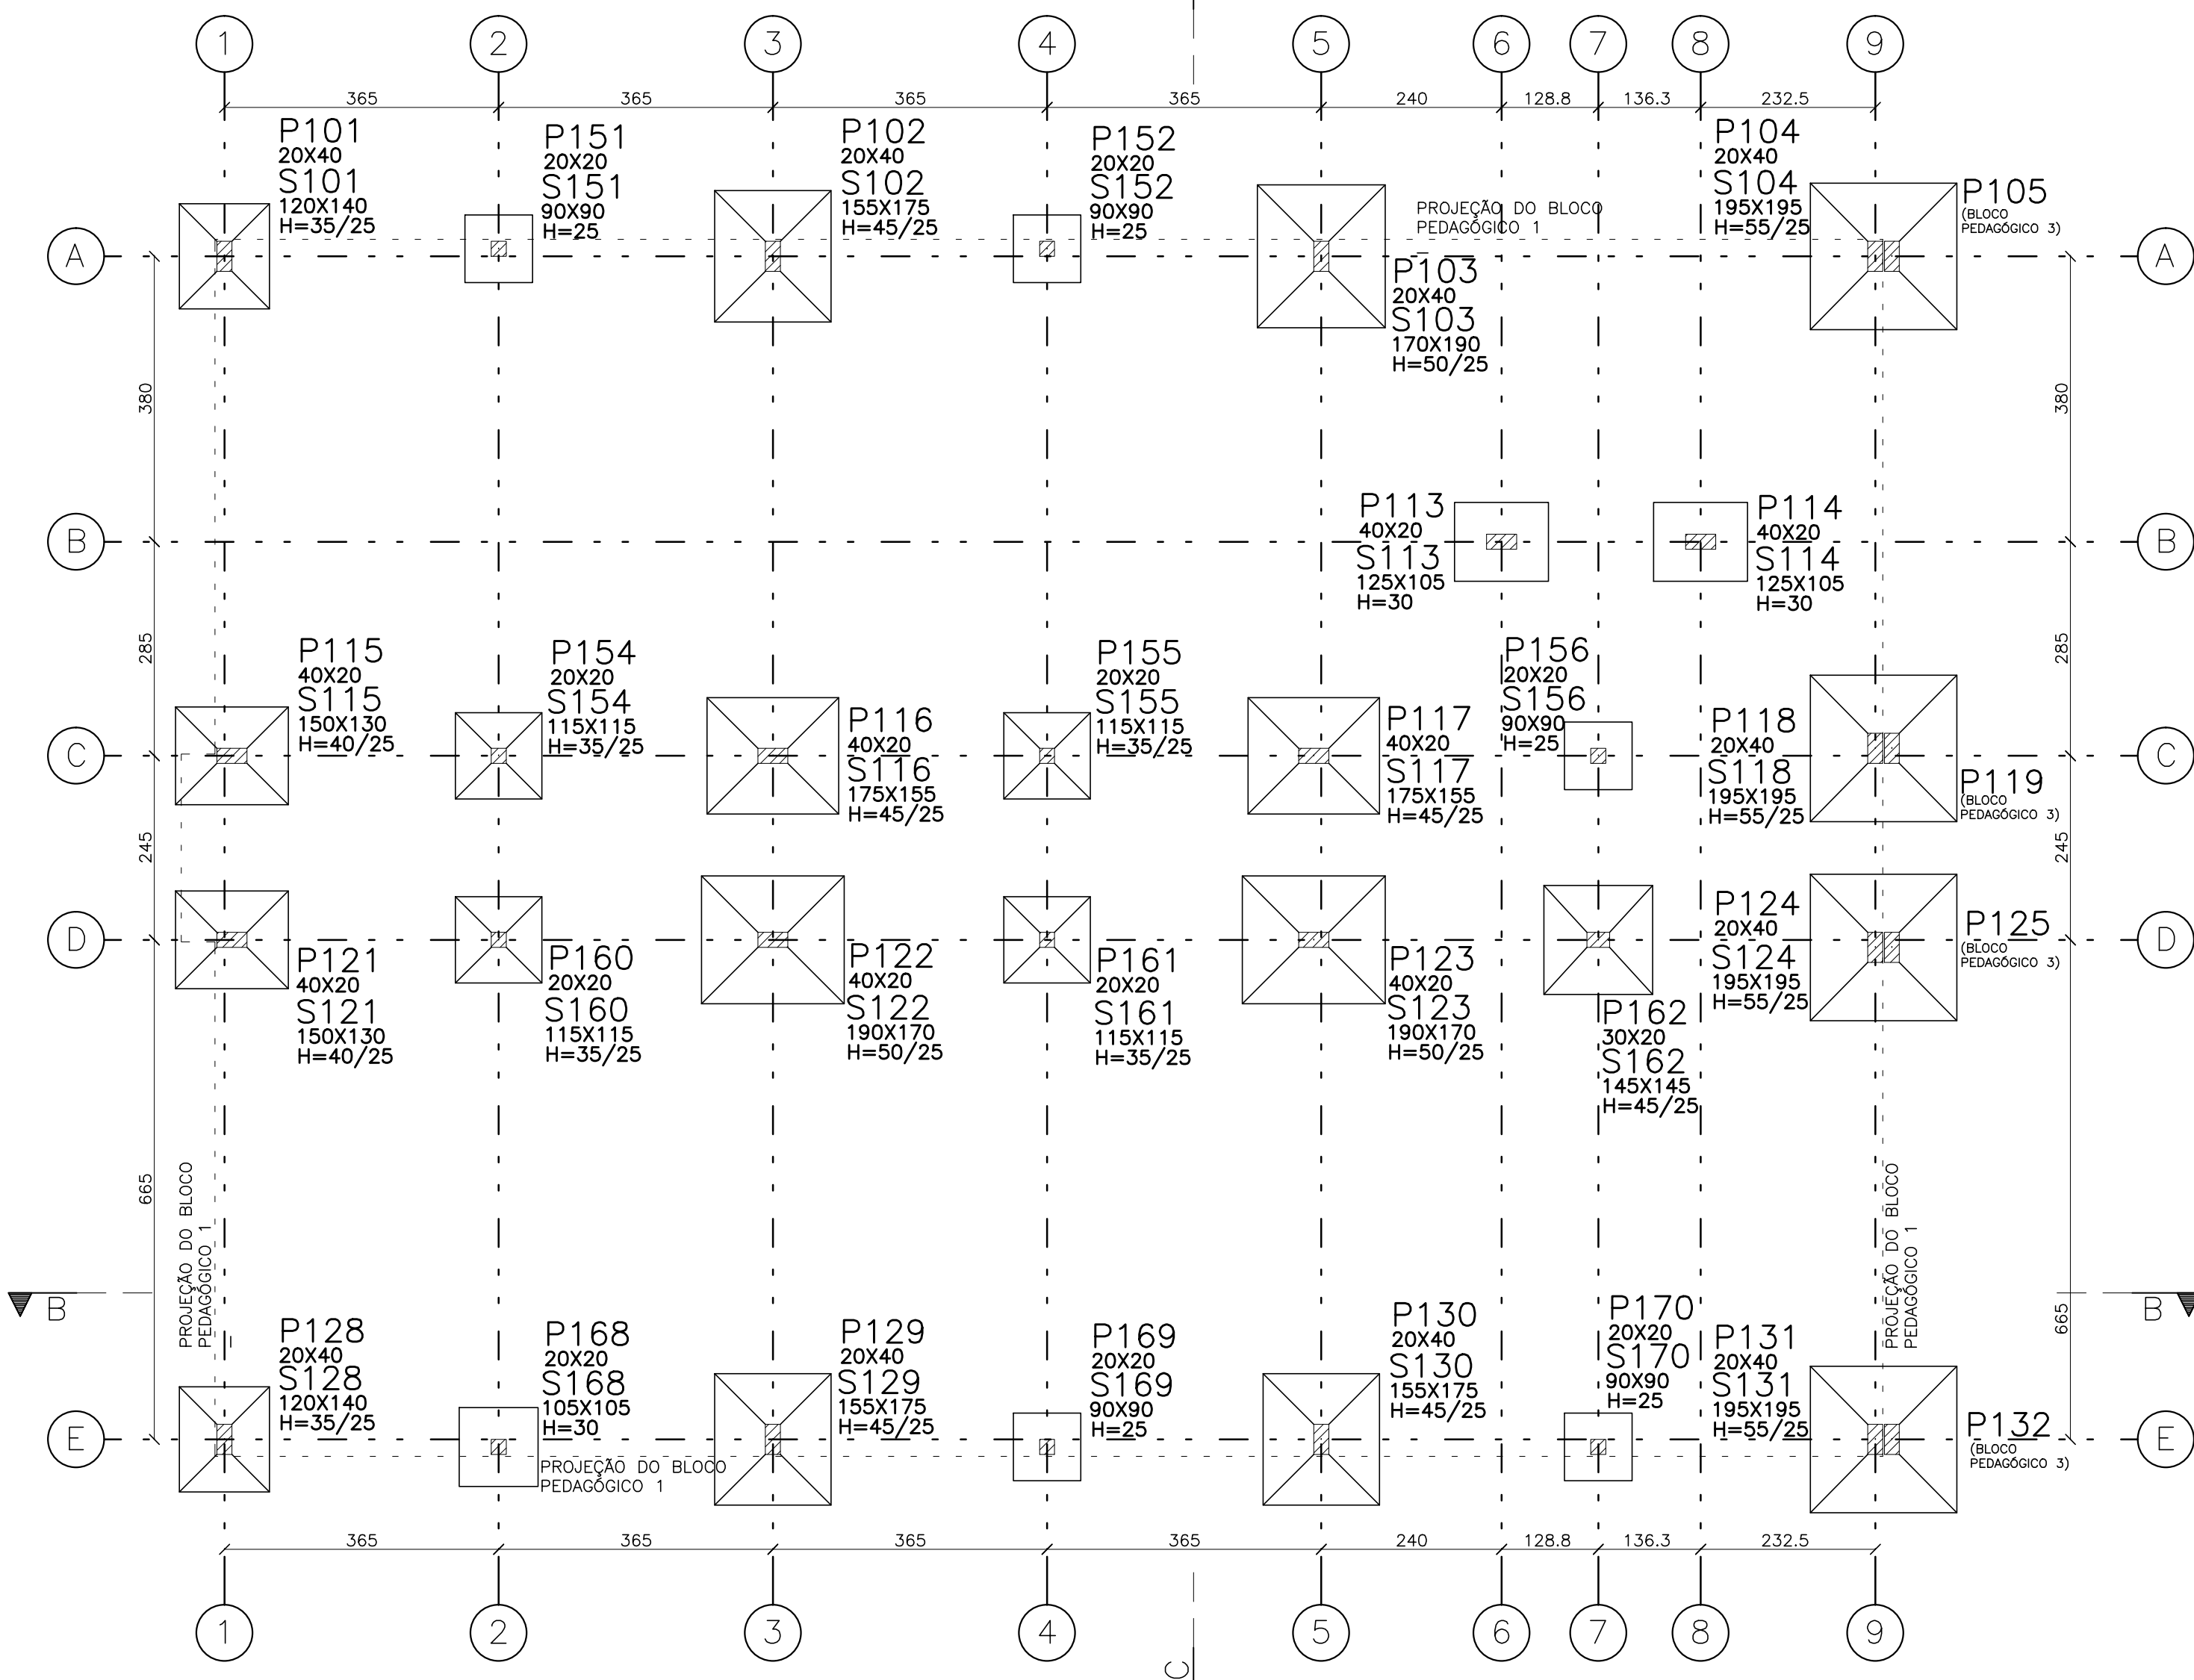 1
2
3
4
5
6
7
8
9
365
365
365
365
240
128.8
136.3
232.5
P101
20X40
S101
120X140
H=35/25
P151
20X20
S151
90X90
H=25
P102
20X40
S102
155X175
H=45/25
P152
20X20
S152
90X90
H=25
PROJEÇÃO DO BLOCO
PEDAGÓGICO 1
P103
20X40
S103
170X190
H=50/25
P104
20X40
S104
195X195
H=55/25
P105
(BLOCO
PEDAGÓGICO 3)
A
A
380
380
P113
40X20
S113
125X105
H=30
P114
40X20
S114
125X105
H=30
B
B
285
285
P115
40X20
S115
150X130
H=40/25
P154
20X20
S154
115X115
H=35/25
P116
40X20
S116
175X155
H=45/25
P155
20X20
S155
115X115
H=35/25
P117
40X20
S117
175X155
H=45/25
P156
20X20
S156
90X90
H=25
P118
20X40
S118
195X195
H=55/25
P119
(BLOCO
PEDAGÓGICO 3)
C
C
245
245
D
D
P121
40X20
S121
150X130
H=40/25
P160
20X20
S160
115X115
H=35/25
P122
40X20
S122
190X170
H=50/25
P161
20X20
S161
115X115
H=35/25
P123
40X20
S123
190X170
H=50/25
P162
30X20
S162
145X145
H=45/25
P124
20X40
S124
195X195
H=55/25
P125
(BLOCO
PEDAGÓGICO 3)
665
665
PROJEÇÃO DO BLOCO
PEDAGÓGICO 1
PROJEÇÃO DO BLOCO
PEDAGÓGICO 1
B
B
P128
20X40
S128
120X140
H=35/25
P168
20X20
S168
105X105
H=30
PROJEÇÃO DO BLOCO
PEDAGÓGICO 1
P129
20X40
S129
155X175
H=45/25
P169
20X20
S169
90X90
H=25
P130
20X40
S130
155X175
H=45/25
P170
20X20
S170
90X90
H=25
P131
20X40
S131
195X195
H=55/25
P132
(BLOCO
PEDAGÓGICO 3)
E
E
365
365
365
365
240
128.8
136.3
232.5
1
2
3
4
5
6
7
8
9
C